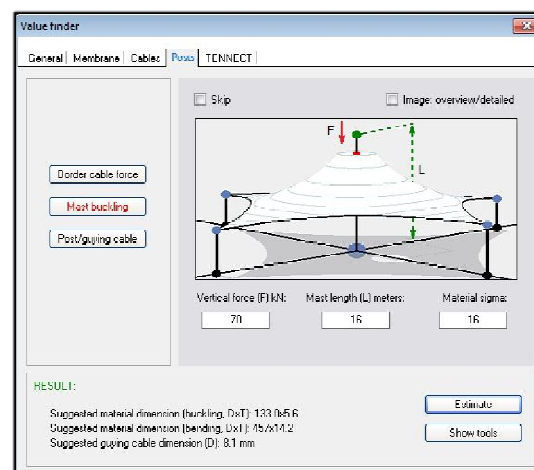 Value finder
General Membrane Cables Posts TENNECT
Skip
Image: overview/detailed
F
L
Border cable force
Mast buckling
Post/guying cable
Vertical force (F) kN: Mast length (L) meters: Material sigma:
70 16 16
RESULT:
Suggested material dimension (buckling, DxT): 133.0x5.6
Suggested material dimension (bending, DxT): 457x14.2
Suggested guying cable dimension (D): 8.1 mm
Estimate
Show tools